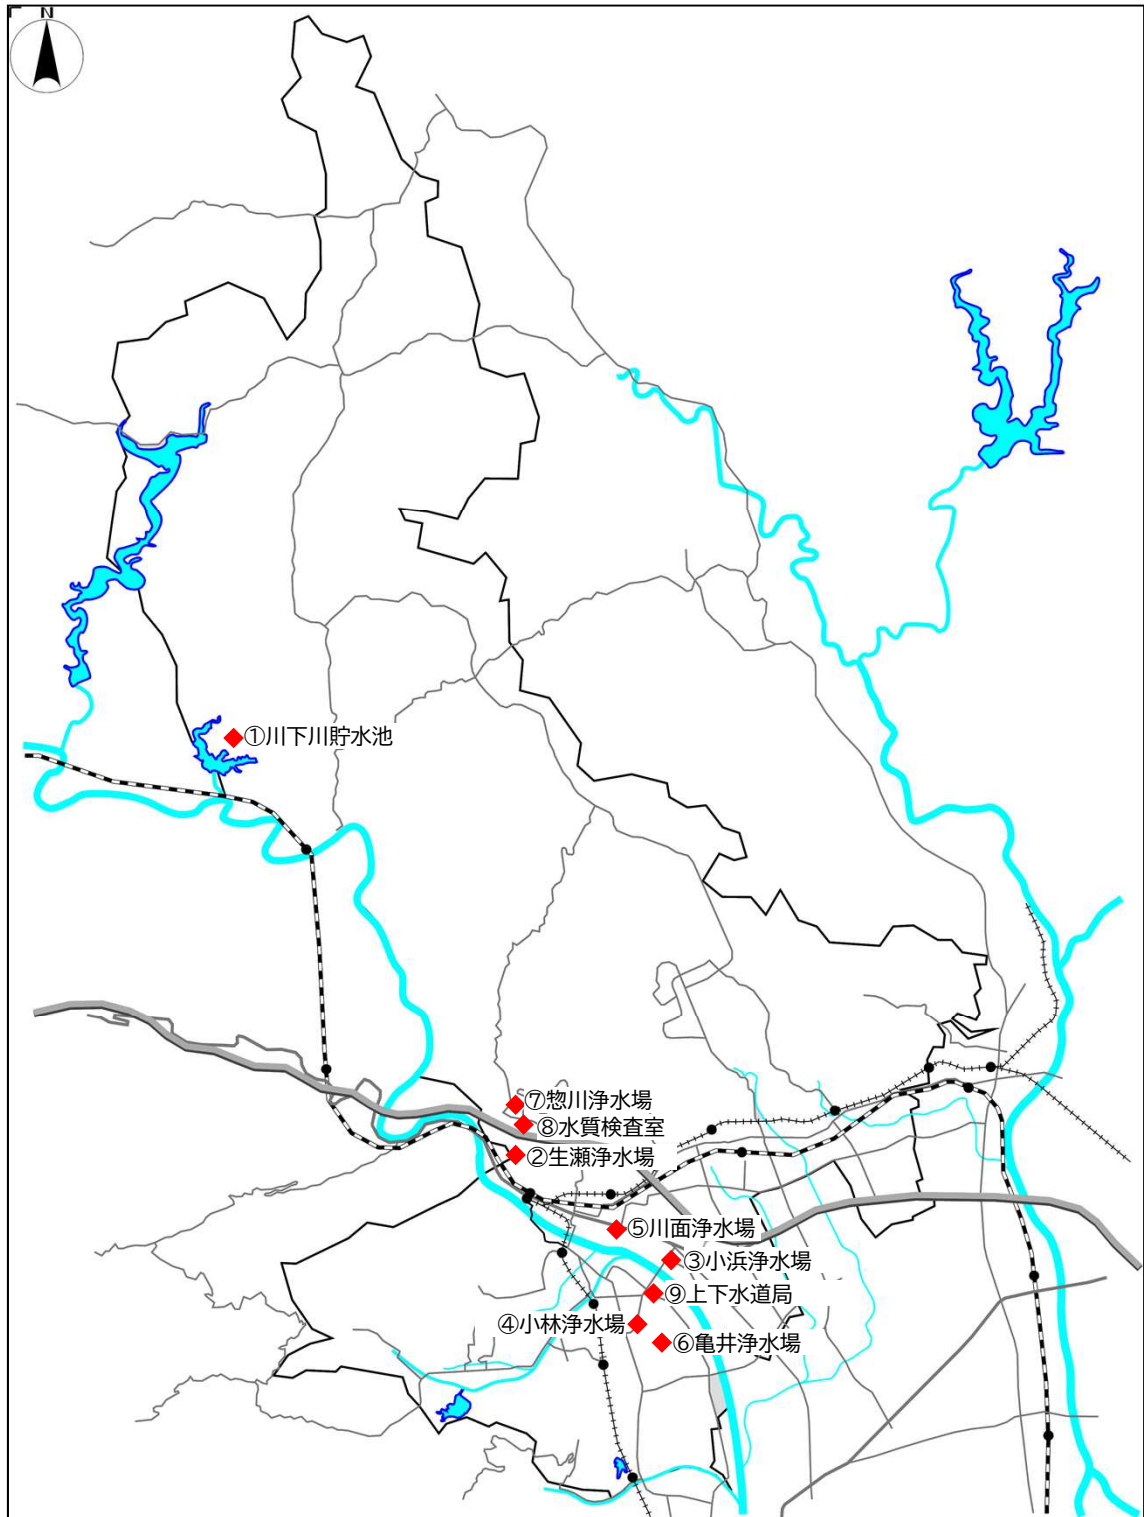 N
①川下川貯水池
⑦惣川浄水場
⑧水質検査室
②生瀬浄水場
⑤川面浄水場
③小浜浄水場
⑨上下水道局
④小林浄水場
⑥亀井浄水場